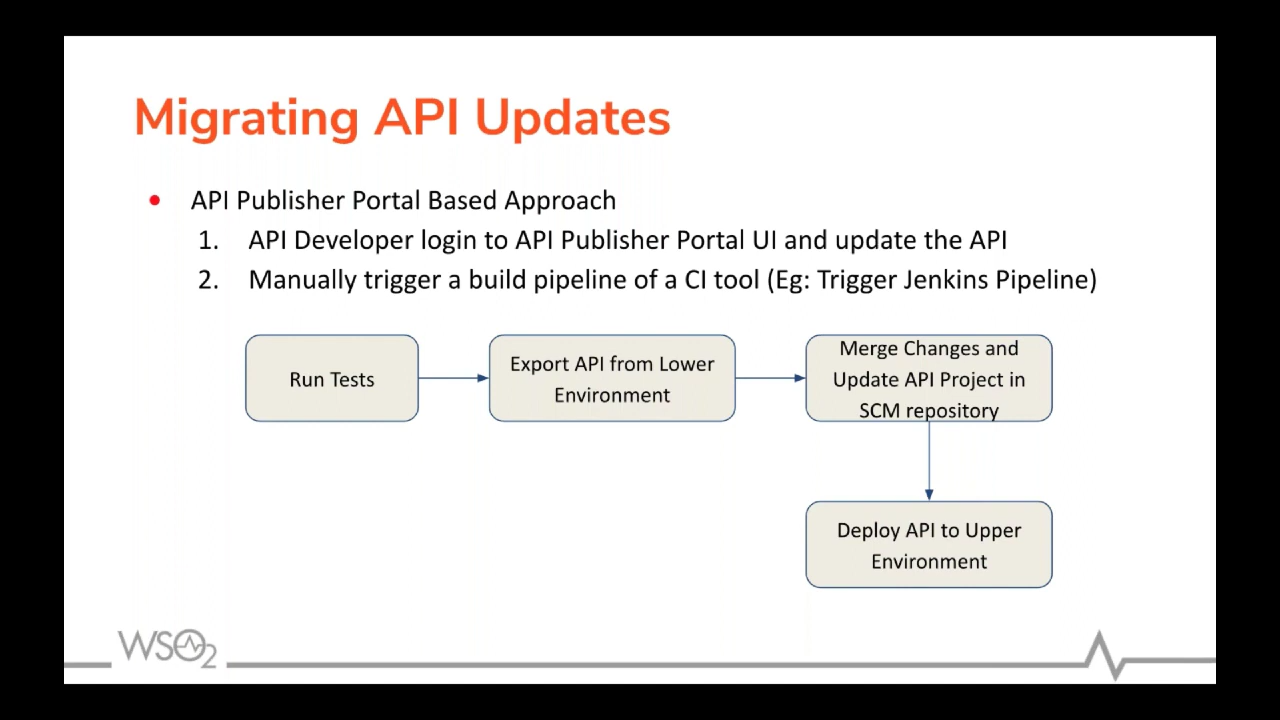 Migrating API Updates
• API Publisher Portal Based Approach
1. API Developer login to API Publisher Portal UI and update the API
2. Manually trigger a build pipeline of a CI tool (Eg: Trigger Jenkins Pipeline)
Run Tests
Export API from Lower
Environment
Merge Changes and
Update API Project in
SCM repository
Deploy API to Upper
Environment
WSO2